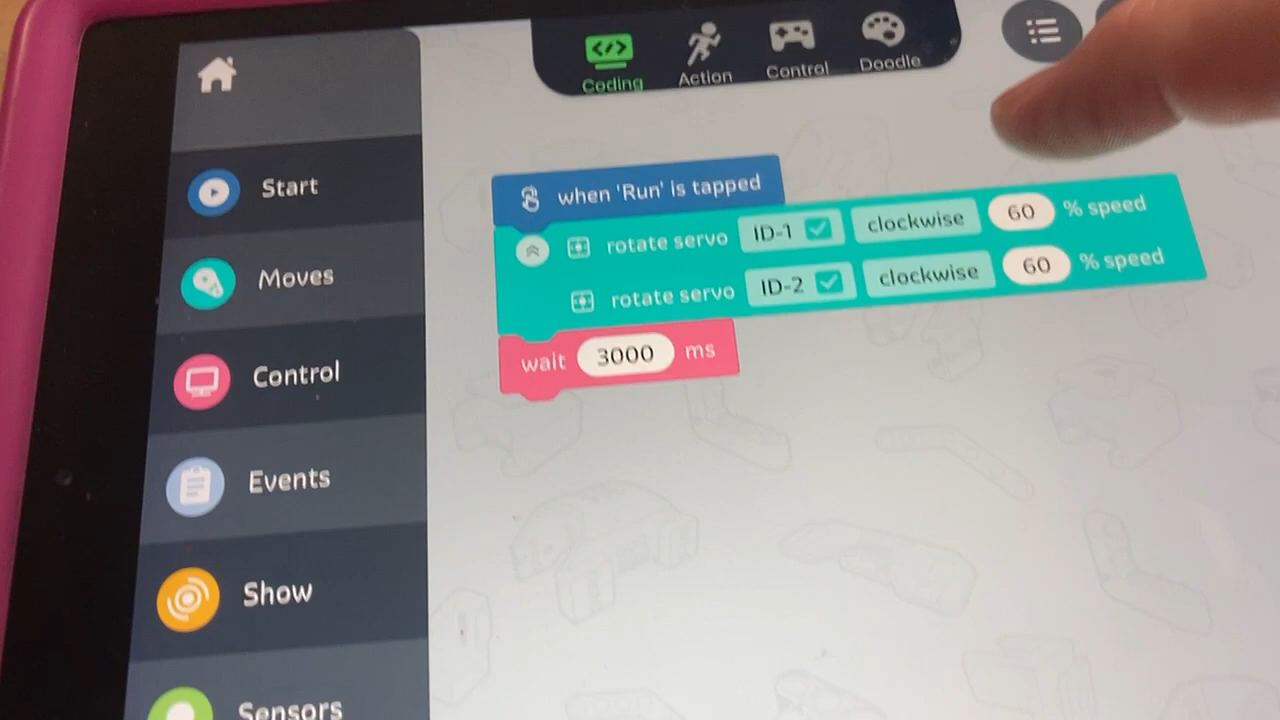 Coding
Action
Control
Doodle
Start
Moves
Control
Events
Show
Sensors
when 'Run' is tapped
rotate servo ID-1 clockwise 60 % speed
rotate servo ID-2 clockwise 60 % speed
wait 3000 ms